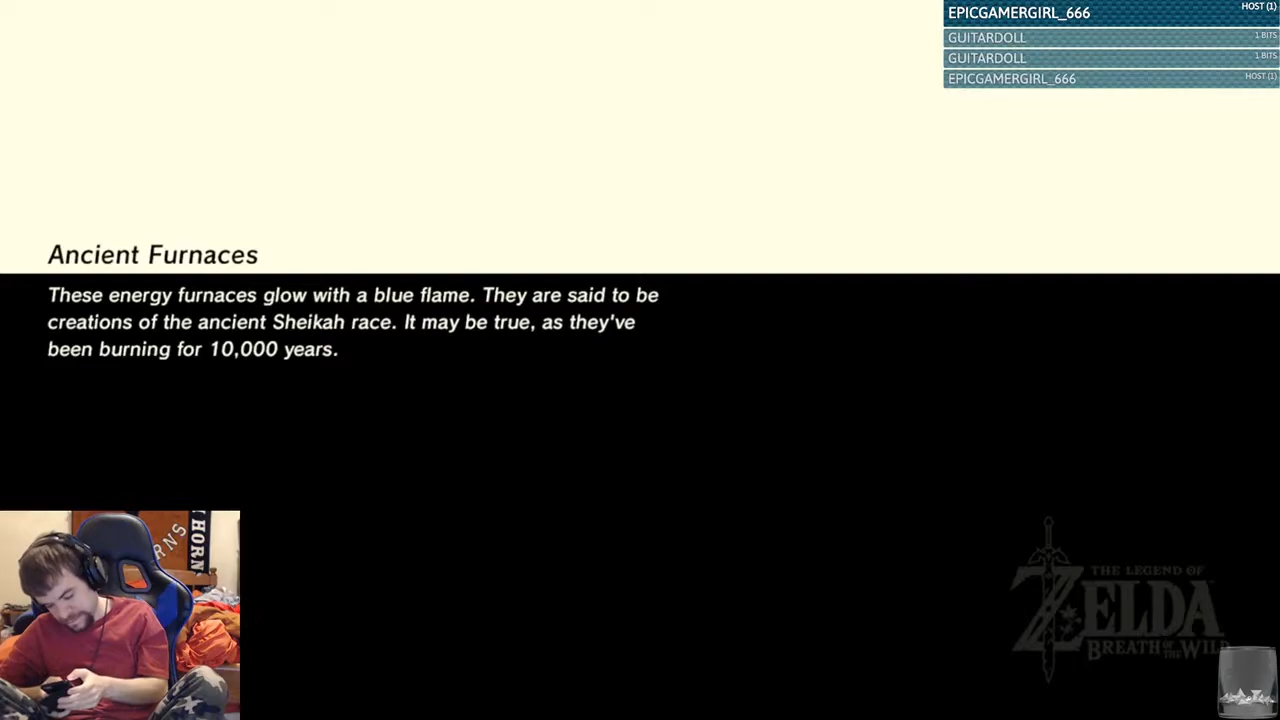 EPICGAMERGIRL_666 HOST (1)
GUITARDOLL 1 BITS
GUITARDOLL 1 BITS
EPICGAMERGIRL_666 HOST (1)
Ancient Furnaces
These energy furnaces glow with a blue flame. They are said to be
creations of the ancient Sheikah race. It may be true, as they've
been burning for 10,000 years.
RNS
HORN
THE LEGEND OF
ZELDA
BREATH OF THE WILD